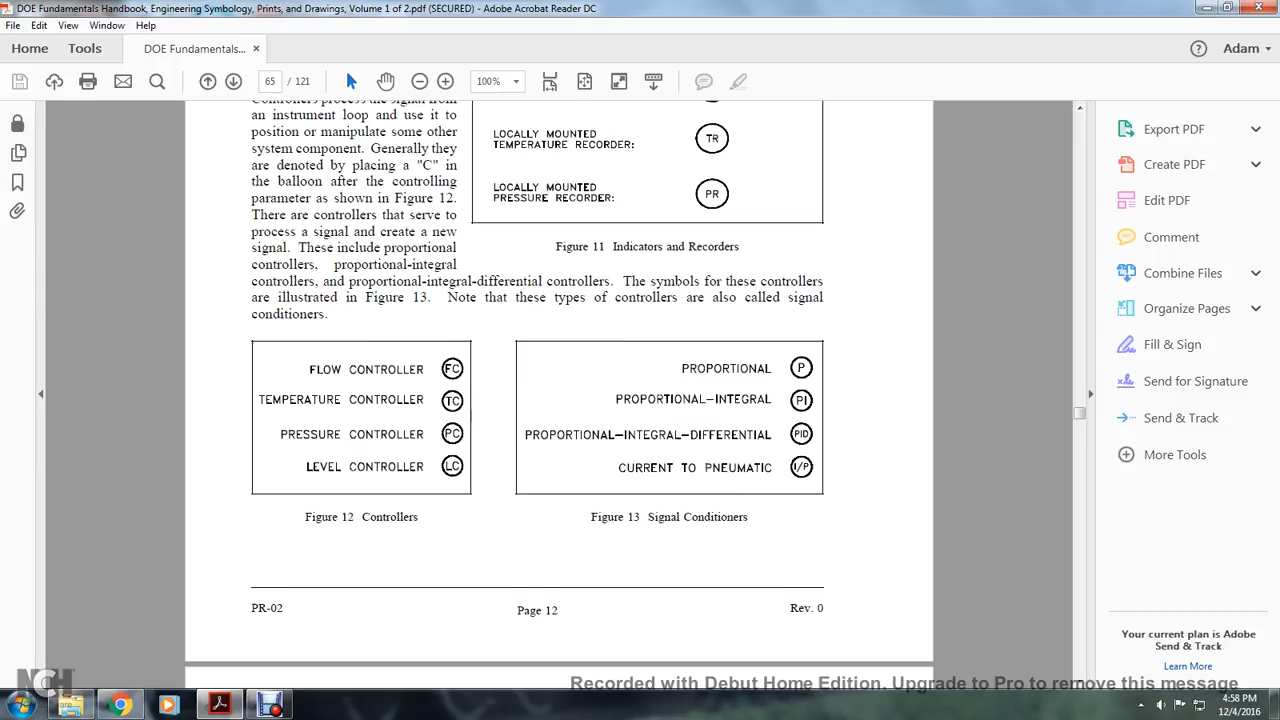 DOE Fundamentals Handbook, Engineering Symbology, Prints, and Drawings, Volume 1 of 2.pdf (SECURED) - Adobe Acrobat Reader DC
File Edit View Window Help
Home Tools DOE Fundamentals... × Adam
65 / 121 100%
Controllers process the signal from
an instrument loop and use it to
position or manipulate some other
system component. Generally they
are denoted by placing a "C" in
the balloon after the controlling
parameter as shown in Figure 12.
There are controllers that serve to
process a signal and create a new
signal. These include proportional
controllers, proportional-integral
controllers, and proportional-integral-differential controllers. The symbols for these controllers
are illustrated in Figure 13. Note that these types of controllers are also called signal
conditioners.
LOCALLY MOUNTED
TEMPERATURE RECORDER: TR
LOCALLY MOUNTED
PRESSURE RECORDER: PR
Figure 11 Indicators and Recorders
FLOW CONTROLLER FC
TEMPERATURE CONTROLLER TC
PRESSURE CONTROLLER PC
LEVEL CONTROLLER LC
Figure 12 Controllers
PROPORTIONAL P
PROPORTIONAL-INTEGRAL PI
PROPORTIONAL-INTEGRAL-DIFFERENTIAL PID
CURRENT TO PNEUMATIC I/P
Figure 13 Signal Conditioners
PR-02 Page 12 Rev. 0
Export PDF
Create PDF
Edit PDF
Comment
Combine Files
Organize Pages
Fill & Sign
Send for Signature
Send & Track
More Tools
Your current plan is Adobe
Send & Track
Learn More
NCH
Recorded with Debut Home Edition. Upgrade to Pro to remove this message
4:58 PM
12/4/2016